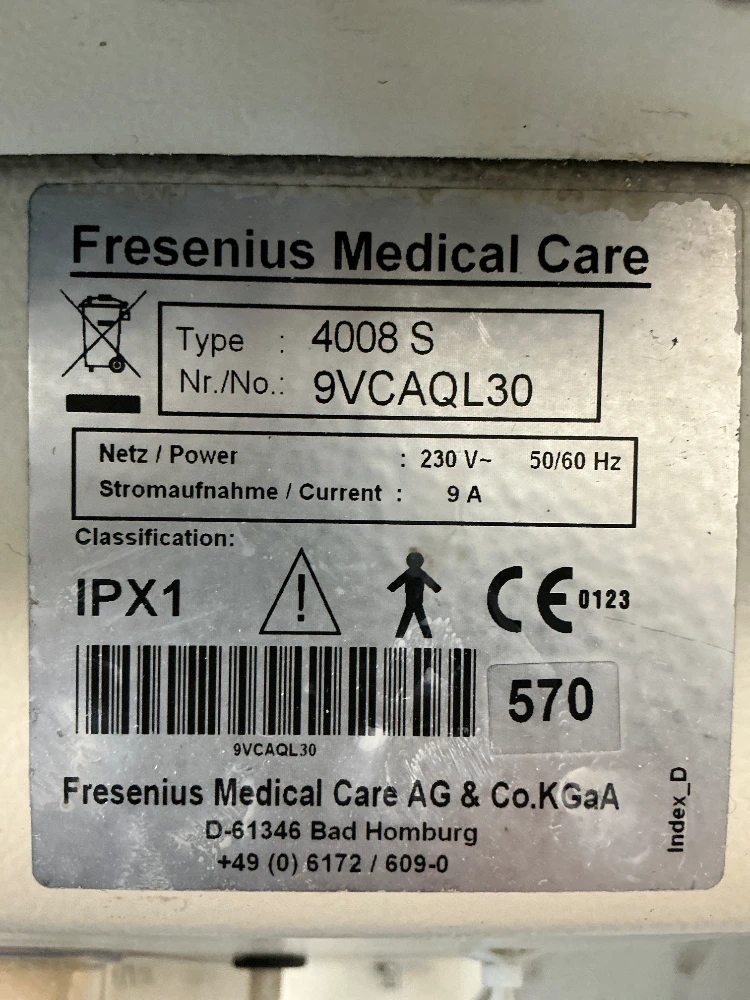 Fresenius Medical Care
Type : 4008 S
Nr./No.: 9VCAQL30
Netz / Power : 230 V~ 50/60 Hz
Stromaufnahme / Current : 9 A
Classification:
IPX1 ! CE 0123
570
9VCAQL30
Fresenius Medical Care AG & Co.KGaA
D-61346 Bad Homburg
+49 (0) 6172 / 609-0
Index_D